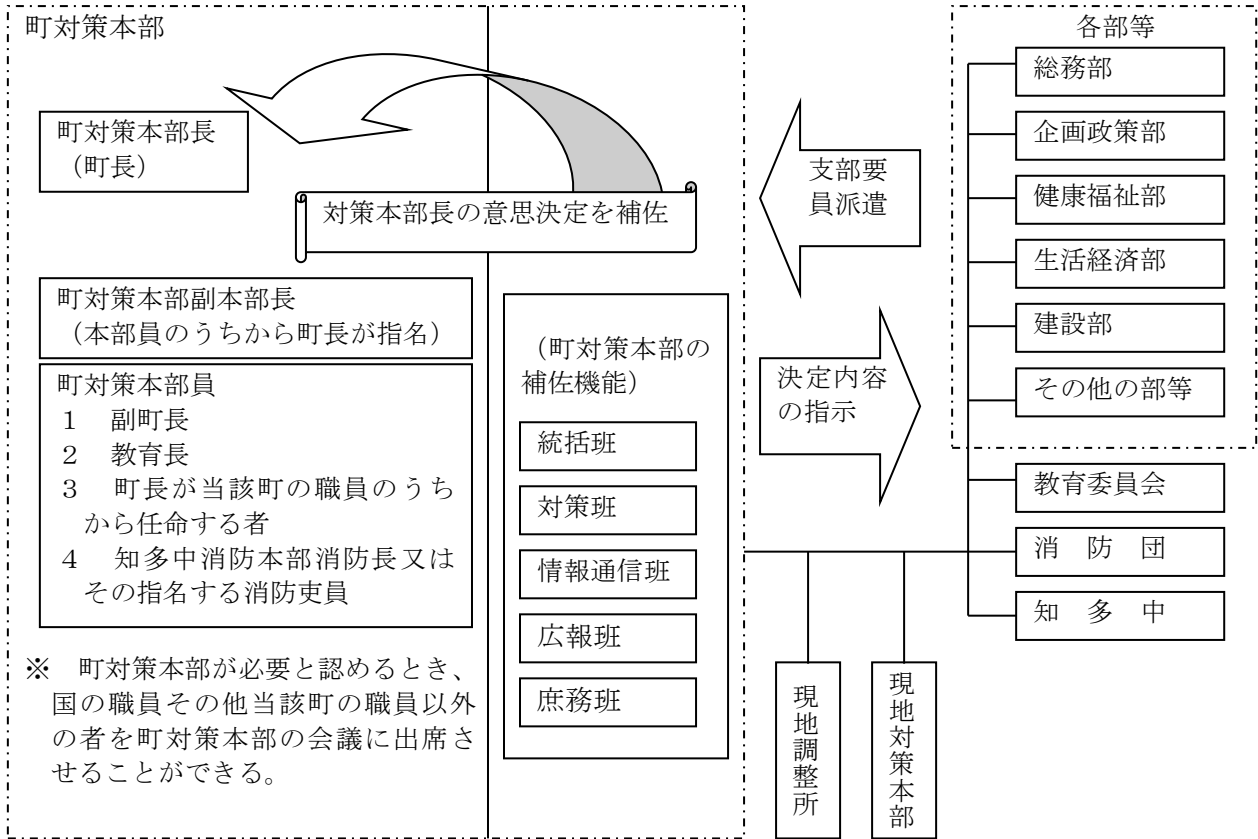 町対策本部
町対策本部長
（町長）
対策本部長の意思決定を補佐
町対策本部副本部長
（本部員のうちから町長が指名）
町対策本部員
１　副町長
２　教育長
３　町長が当該町の職員のうち
から任命する者
４　知多中消防本部消防長又は
その指名する消防吏員
※　町対策本部が必要と認めるとき、
国の職員その他当該町の職員以外
の者を町対策本部の会議に出席さ
せることができる。
（町対策本部の
補佐機能）
統括班
対策班
情報通信班
広報班
庶務班
支部要
員派遣
決定内容
の指示
各部等
総務部
企画政策部
健康福祉部
生活経済部
建設部
その他の部等
教育委員会
消　防　団
知　多　中
現地調整所
現地対策本部